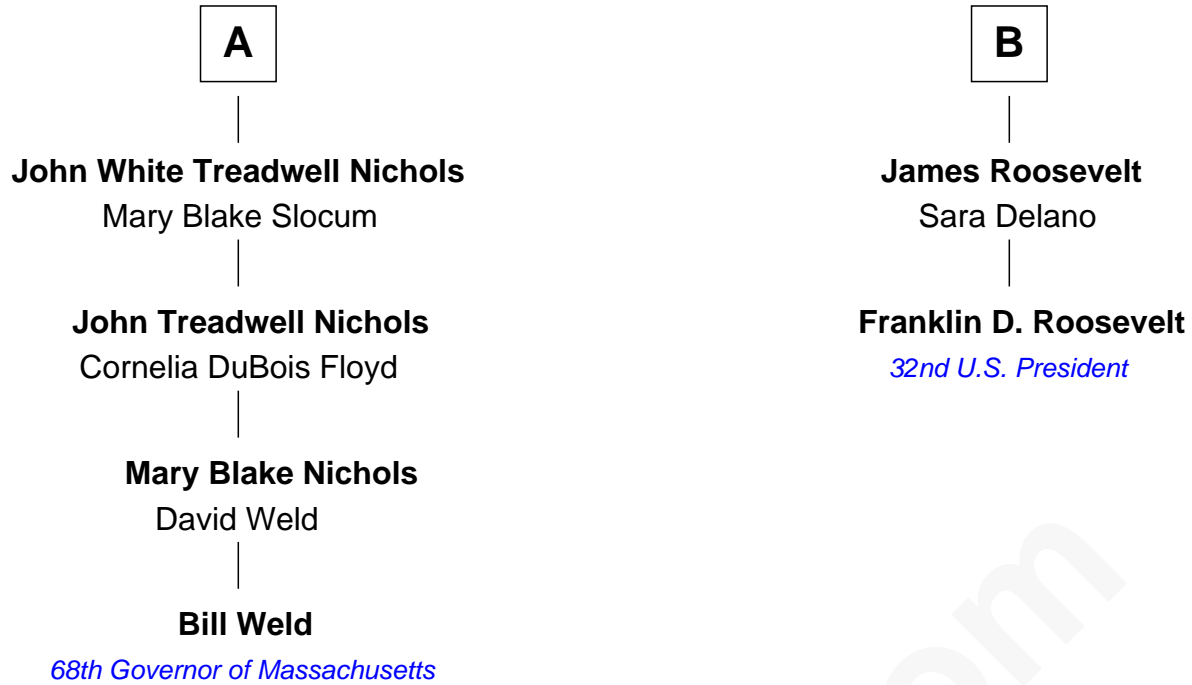 A
John White Treadwell Nichols
Mary Blake Slocum
John Treadwell Nichols
Cornelia DuBois Floyd
Mary Blake Nichols
David Weld
Bill Weld
68th Governor of Massachusetts
B
James Roosevelt
Sara Delano
Franklin D. Roosevelt
32nd U.S. President
om